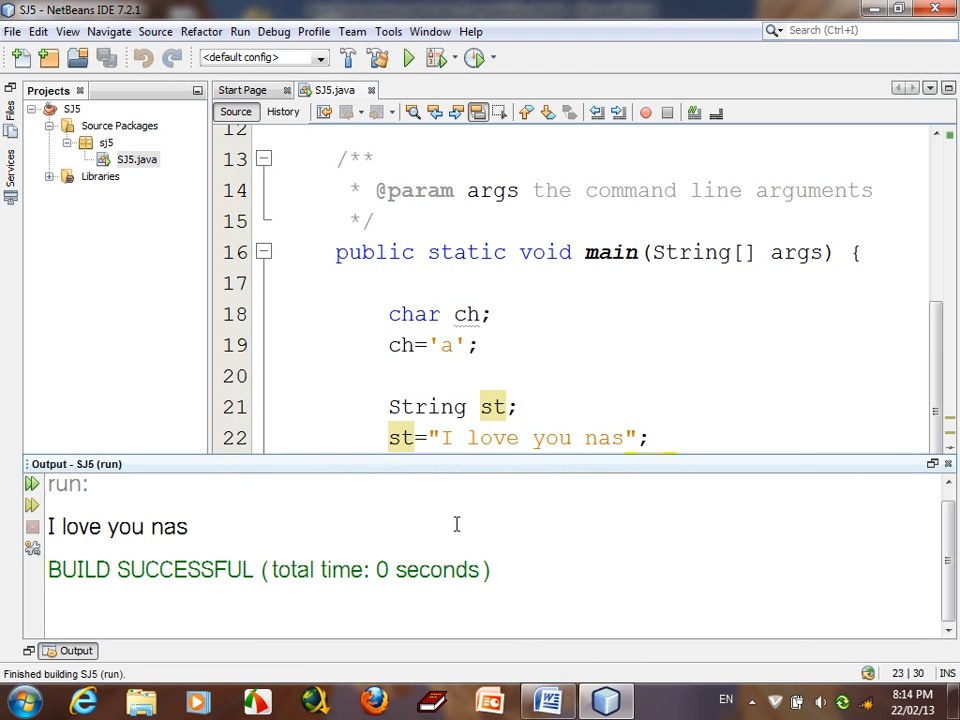 SJ5 - NetBeans IDE 7.2.1
File Edit View Navigate Source Refactor Run Debug Profile Team Tools Window Help
Search (Ctrl+I)
<default config>
Files
Services
Projects
SJ5
Source Packages
sj5
SJ5.java
Libraries
Start Page
SJ5.java
Source
History
12
13 /**
14 * @param args the command line arguments
15 */
16 public static void main(String[] args) {
17
18 char ch;
19 ch='a';
20
21 String st;
22 st="I love you nas";
Output - SJ5 (run)
run:
I love you nas
BUILD SUCCESSFUL (total time: 0 seconds)
Output
Finished building SJ5 (run).
23 | 30
INS
EN
8:14 PM
22/02/13